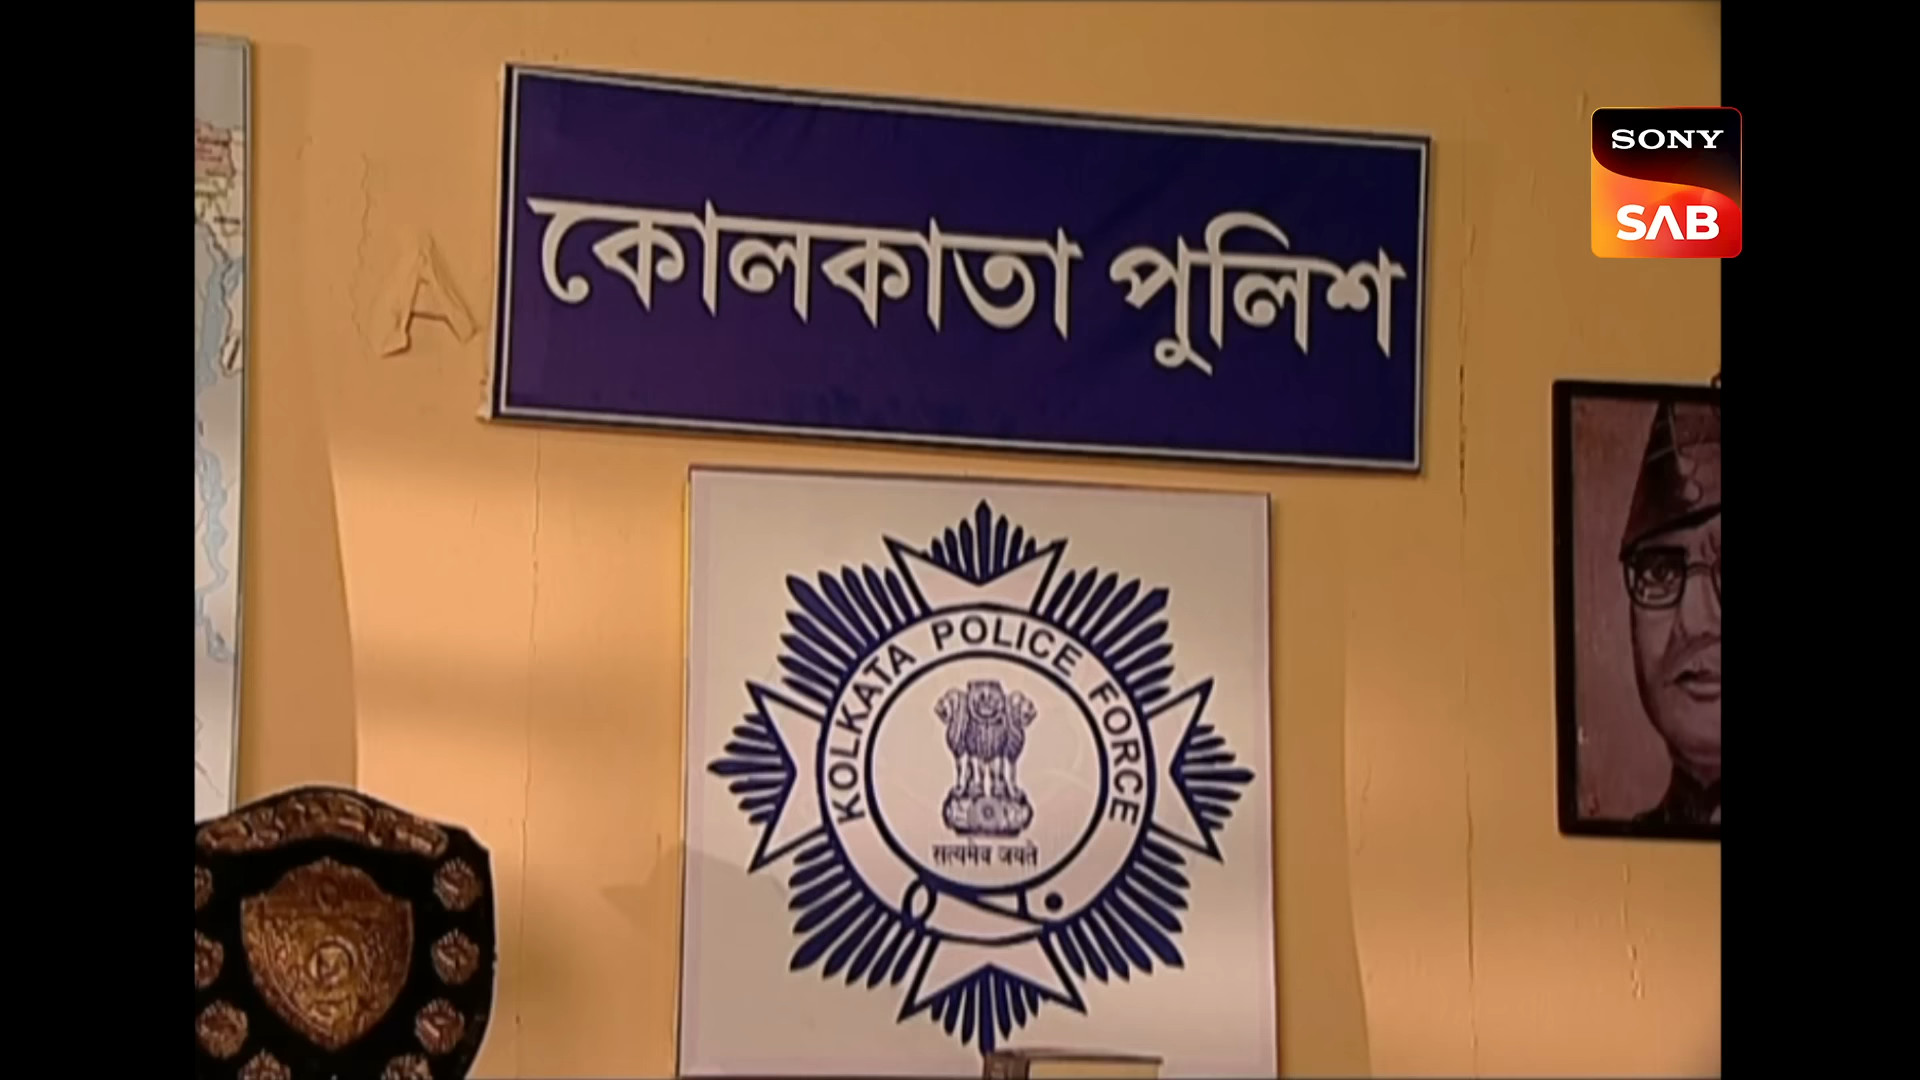 কোলকাতা পুলিশ
SONY
SAB
A
KOLKATA POLICE FORCE
सत्यमेव जयते